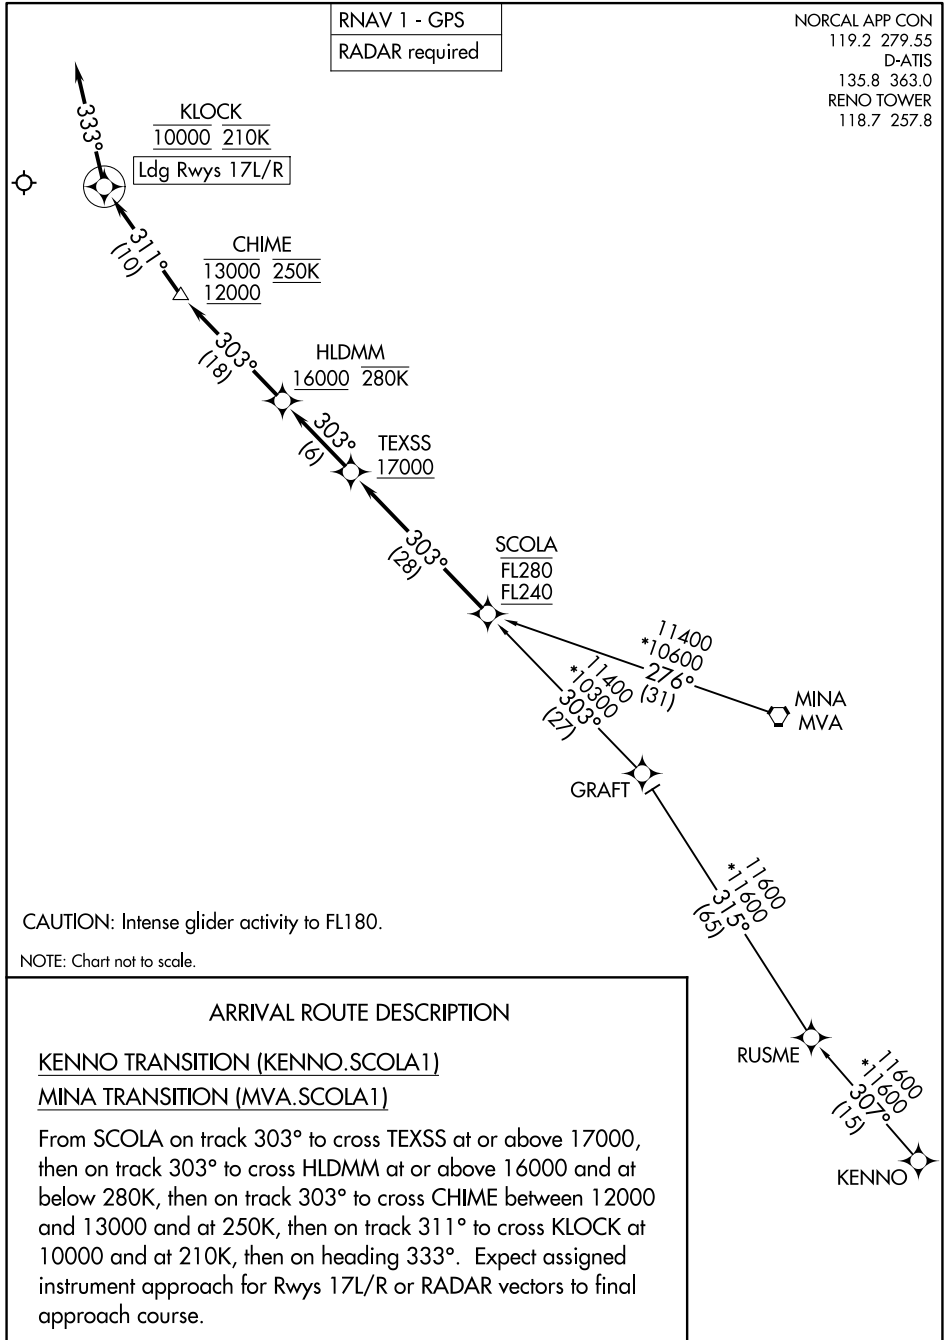 RNAV 1 - GPS
RADAR required
NORCAL APP CON
119.2 279.55
D-ATIS
135.8 363.0
RENO TOWER
118.7 257.8
333°
KLOCK
10000 210K
Ldg Rwys 17L/R
311°
(10)
CHIME
13000 250K
12000
303°
(18)
HLDMM
16000 280K
303°
(6)
TEXSS
17000
303°
(28)
SCOLA
FL280
FL240
11400
*10600
276°
(31)
MINA
MVA
11400
*10300
303°
(27)
GRAFT
11600
*11600
315°
(65)
RUSME
11600
*11600
307°
(15)
KENNO
CAUTION: Intense glider activity to FL180.
NOTE: Chart not to scale.
ARRIVAL ROUTE DESCRIPTION
KENNO TRANSITION (KENNO.SCOLA1)
MINA TRANSITION (MVA.SCOLA1)
From SCOLA on track 303° to cross TEXSS at or above 17000,
then on track 303° to cross HLDMM at or above 16000 and at
below 280K, then on track 303° to cross CHIME between 12000
and 13000 and at 250K, then on track 311° to cross KLOCK at
10000 and at 210K, then on heading 333°. Expect assigned
instrument approach for Rwys 17L/R or RADAR vectors to final
approach course.